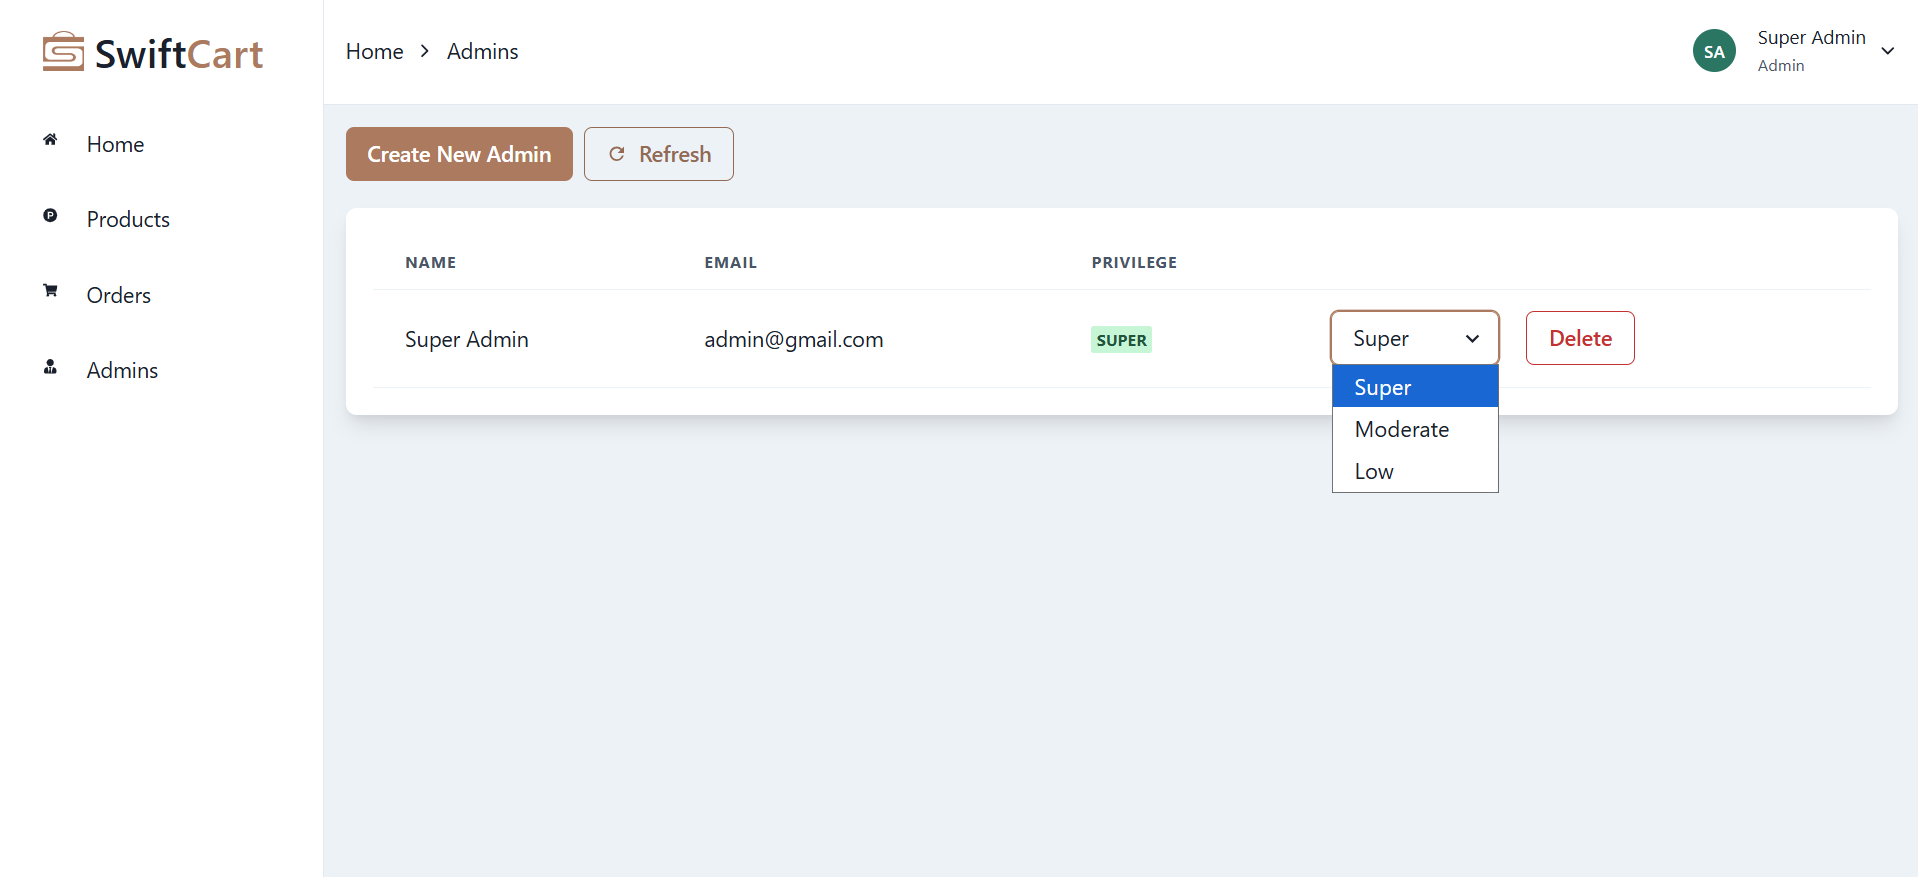 SwiftCart
Home > Admins
SA
Super Admin
Admin
Home
Products
Orders
Admins
Create New Admin
Refresh
NAME EMAIL PRIVILEGE
Super Admin admin@gmail.com SUPER Super Delete
Super
Moderate
Low